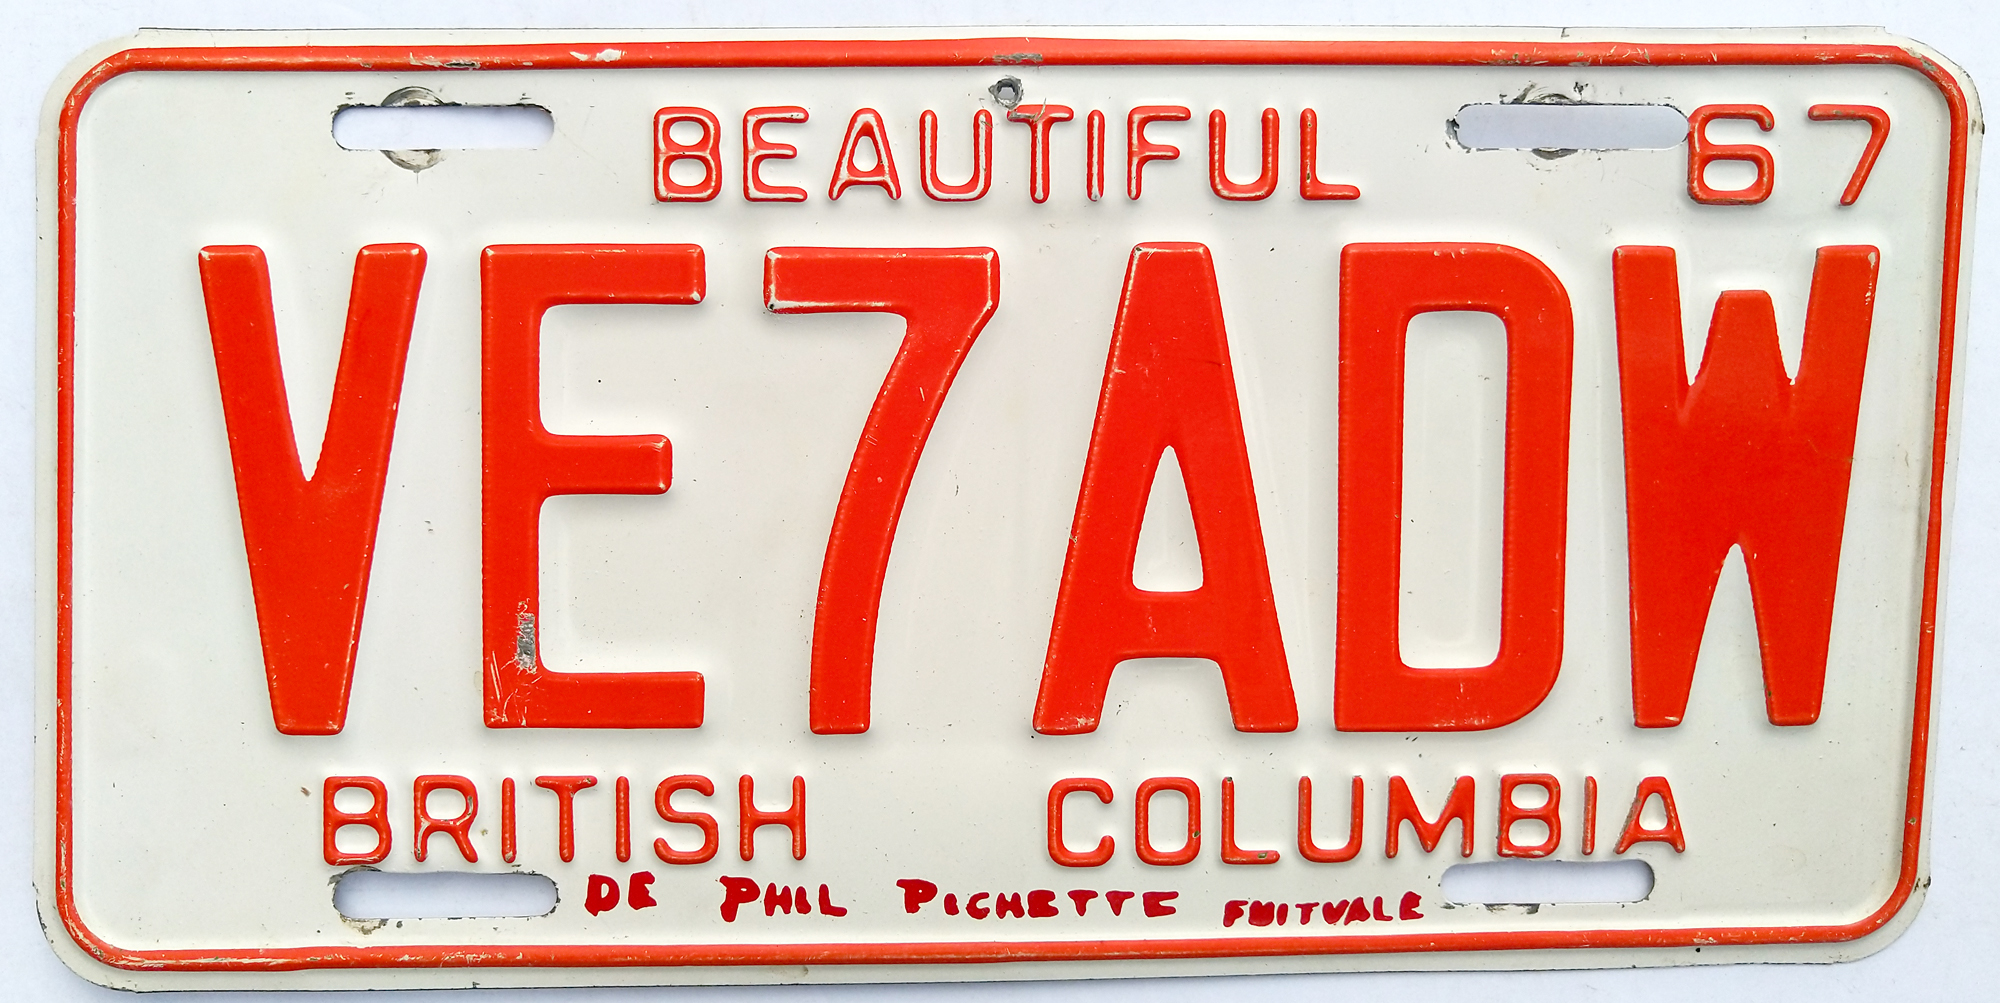 BEAUTIFUL 67
VE7ADW
BRITISH COLUMBIA
DE PHIL PICHETTE FRUITVALE